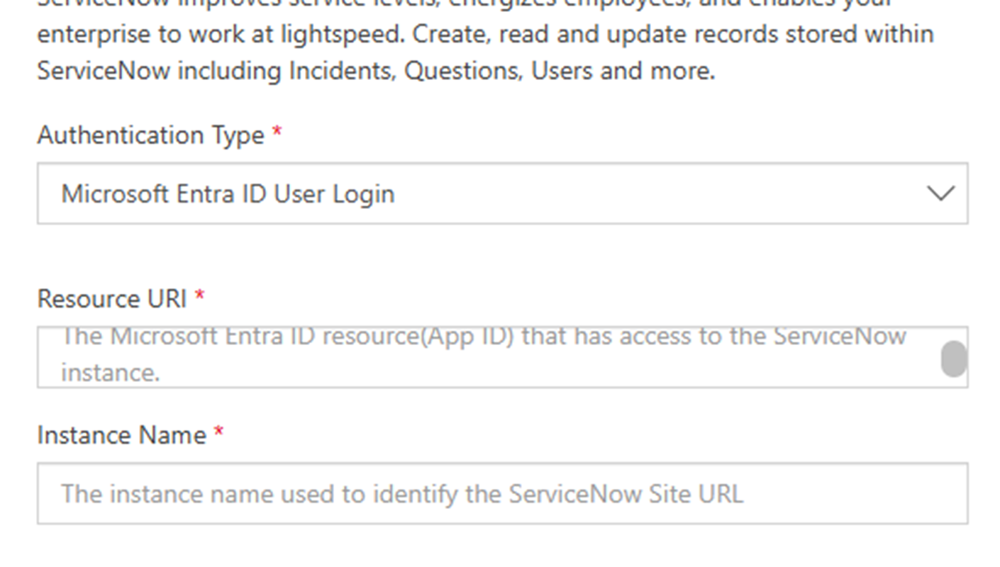 ServiceNow improves service levels, energizes employees, and enables your
enterprise to work at lightspeed. Create, read and update records stored within
ServiceNow including Incidents, Questions, Users and more.
Authentication Type *
Microsoft Entra ID User Login
Resource URI *
The Microsoft Entra ID resource(App ID) that has access to the ServiceNow
instance.
Instance Name *
The instance name used to identify the ServiceNow Site URL